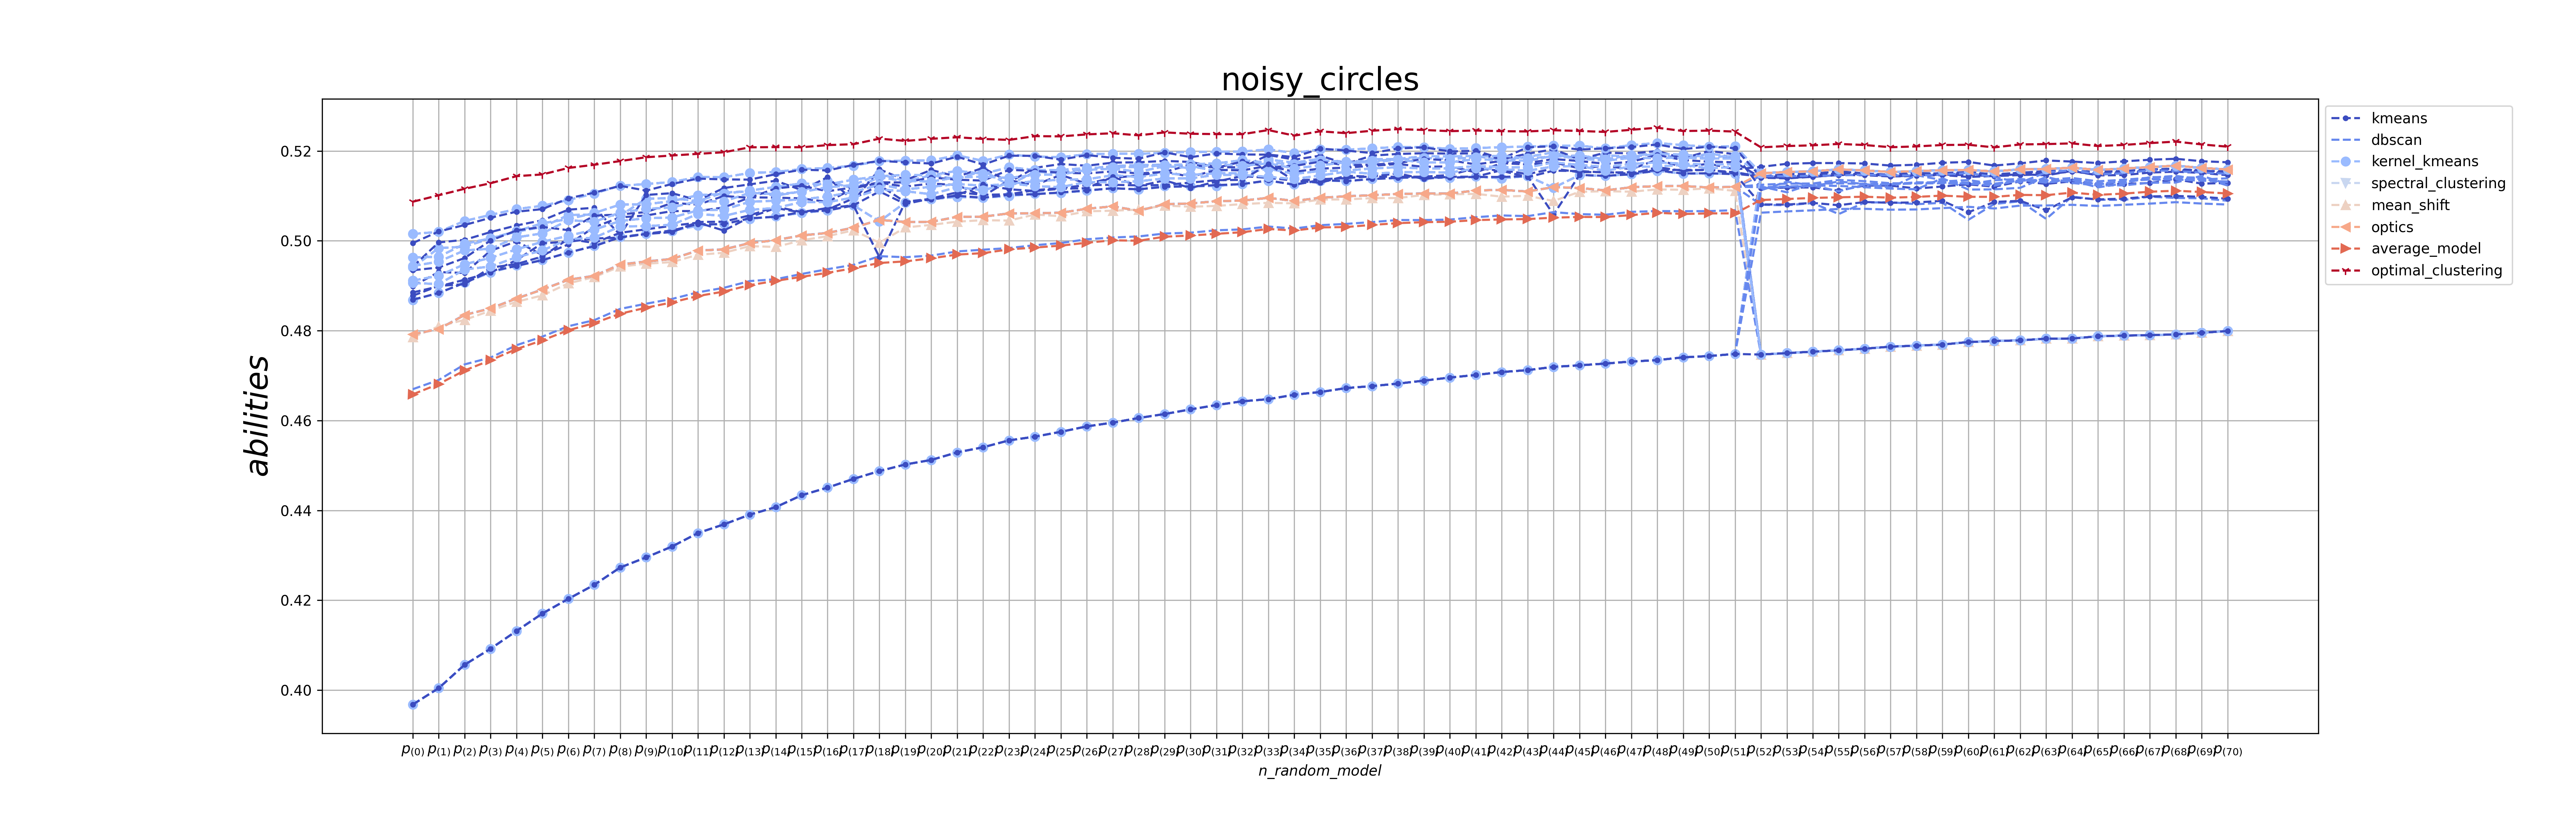 noisy_circles
kmeans
dbscan
kernel_kmeans
spectral_clustering
mean_shift
optics
average_model
optimal_clustering
abilities
0.52
0.50
0.48
0.46
0.44
0.42
0.40
p(0) p(1) p(2) p(3) p(4) p(5) p(6) p(7) p(8) p(9) p(10 p(11 p(12 p(13 p(14 p(15 p(16 p(17 p(18 p(19 p(20 p(21 p(22 p(23 p(24 p(25 p(26 p(27 p(28 p(29 p(30 p(31 p(32 p(33 p(34 p(35 p(36 p(37 p(38 p(39 p(40 p(41 p(42 p(43 p(44 p(45 p(46 p(47 p(48 p(49 p(50 p(51 p(52 p(53 p(54 p(55 p(56 p(57 p(58 p(59 p(60 p(61 p(62 p(63 p(64 p(65 p(66 p(67 p(68 p(69 p(70)
n_random_model